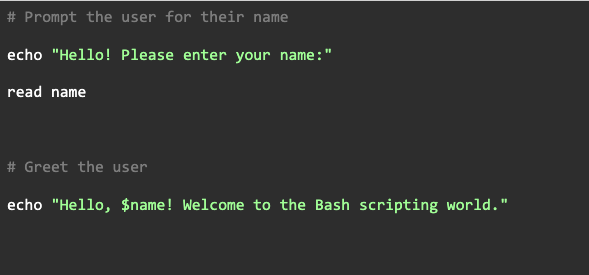 # Prompt the user for their name
echo "Hello! Please enter your name:"
read name
# Greet the user
echo "Hello, $name! Welcome to the Bash scripting world."